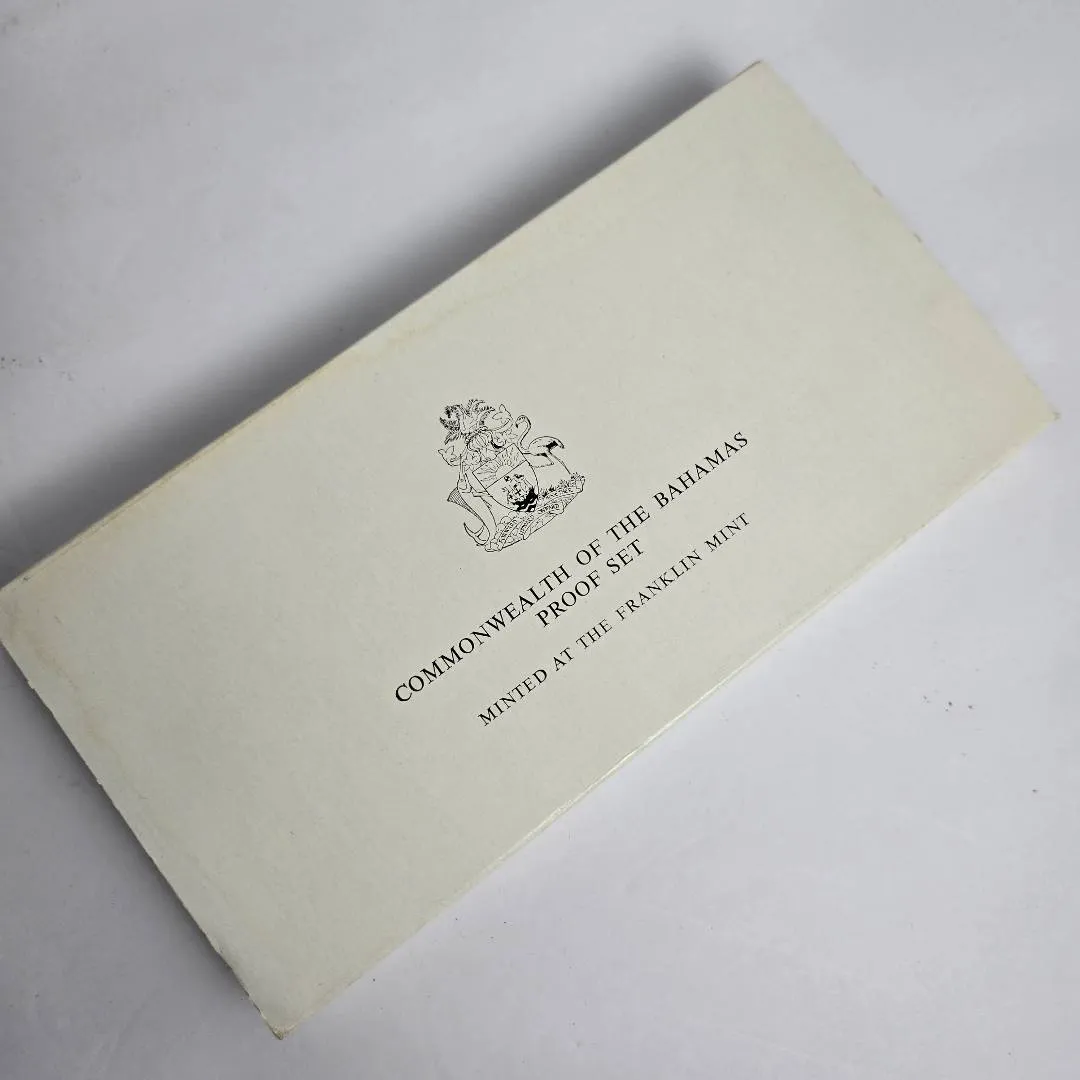 COMMONWEALTH OF THE BAHAMAS
PROOF SET
MINTED AT THE FRANKLIN MINT